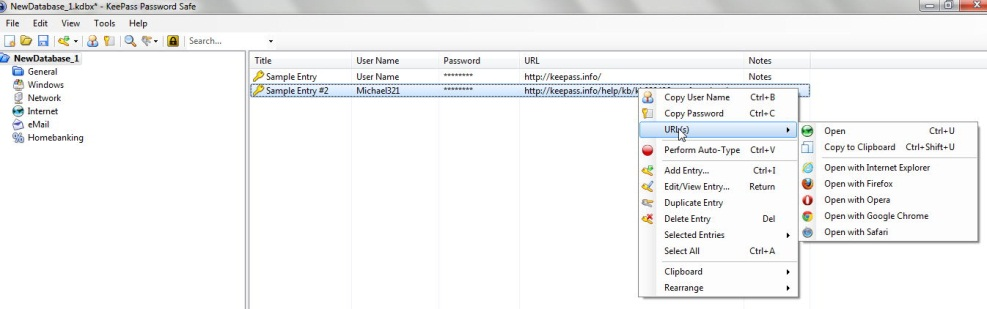 NewDatabase_1.kdbx* - KeePass Password Safe
File Edit View Tools Help
Search...
NewDatabase_1
General
Windows
Network
Internet
eMail
Homebanking
Title User Name Password URL Notes
Sample Entry User Name ******** http://keepass.info/ Notes
Sample Entry #2 Michael321 ******** http://keepass.info/help/kb/ Notes
Copy User Name Ctrl+B
Copy Password Ctrl+C
URL(s)
Perform Auto-Type Ctrl+V
Add Entry... Ctrl+I
Edit/View Entry... Return
Duplicate Entry
Delete Entry Del
Selected Entries
Select All Ctrl+A
Clipboard
Rearrange
Open Ctrl+U
Copy to Clipboard Ctrl+Shift+U
Open with Internet Explorer
Open with Firefox
Open with Opera
Open with Google Chrome
Open with Safari